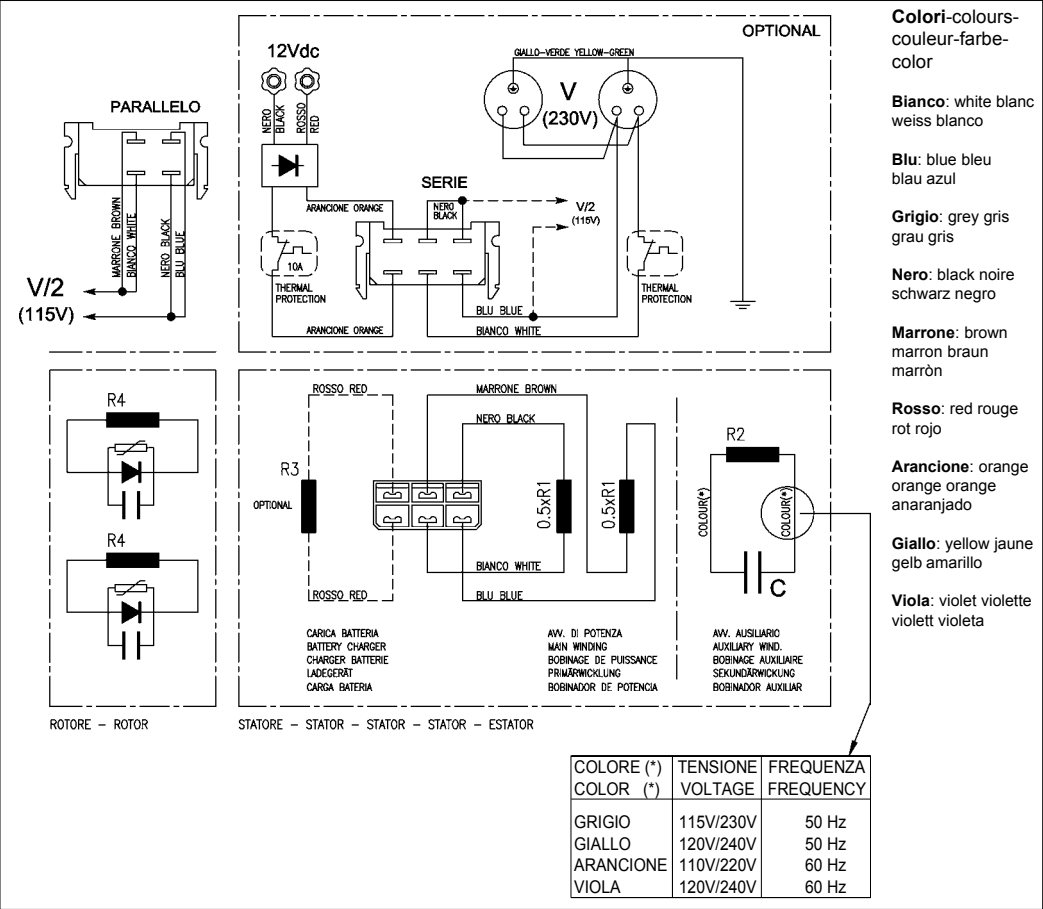 OPTIONAL
12Vdc
NERO
BLACK
ROSSO
RED
GIALLO-VERDE YELLOW-GREEN
V
(230V)
PARALLELO
MARRONE BROWN
BIANCO WHITE
NERO BLACK
BLU BLUE
V/2
(115V)
ARANCIONE ORANGE
SERIE
NERO
BLACK
V/2
(115V)
10A
THERMAL
PROTECTION
THERMAL
PROTECTION
BLU BLUE
ARANCIONE ORANGE
BIANCO WHITE
R4
R4
ROTORE - ROTOR
ROSSO RED
MARRONE BROWN
NERO BLACK
R3
OPTIONAL
0.5xR1
0.5xR1
BIANCO WHITE
ROSSO RED
BLU BLUE
R2
COLOUR(*)
COLOUR(*)
C
CARICA BATTERIA
BATTERY CHARGER
CHARGER BATTERIE
LADEGERÄT
CARGA BATERIA
AVV. DI POTENZA
MAIN WINDING
BOBINAGE DE PUISSANCE
PRIMÄRWICKLUNG
BOBINADOR DE POTENCIA
AVV. AUSILIARIO
AUXILIARY WIND.
BOBINAGE AUXILIAIRE
SEKUNDÄRWICKUNG
BOBINADOR AUXILIAR
STATORE - STATOR - STATOR - STATOR - ESTATOR
COLORE (*) TENSIONE FREQUENZA
COLOR (*) VOLTAGE FREQUENCY
GRIGIO 115V/230V 50 Hz
GIALLO 120V/240V 50 Hz
ARANCIONE 110V/220V 60 Hz
VIOLA 120V/240V 60 Hz
Colori-colours-
couleur-farbe-
color
Bianco: white blanc
weiss blanco
Blu: blue bleu
blau azul
Grigio: grey gris
grau gris
Nero: black noire
schwarz negro
Marrone: brown
marron braun
marròn
Rosso: red rouge
rot rojo
Arancione: orange
orange orange
anaranjado
Giallo: yellow jaune
gelb amarillo
Viola: violet violette
violett violeta